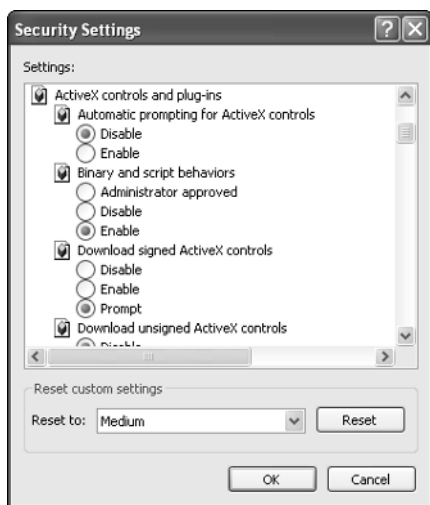 Security Settings
Settings:
ActiveX controls and plug-ins
Automatic prompting for ActiveX controls
Disable
Enable
Binary and script behaviors
Administrator approved
Disable
Enable
Download signed ActiveX controls
Disable
Enable
Prompt
Download unsigned ActiveX controls
Disable
Reset custom settings
Reset to: Medium Reset
OK Cancel